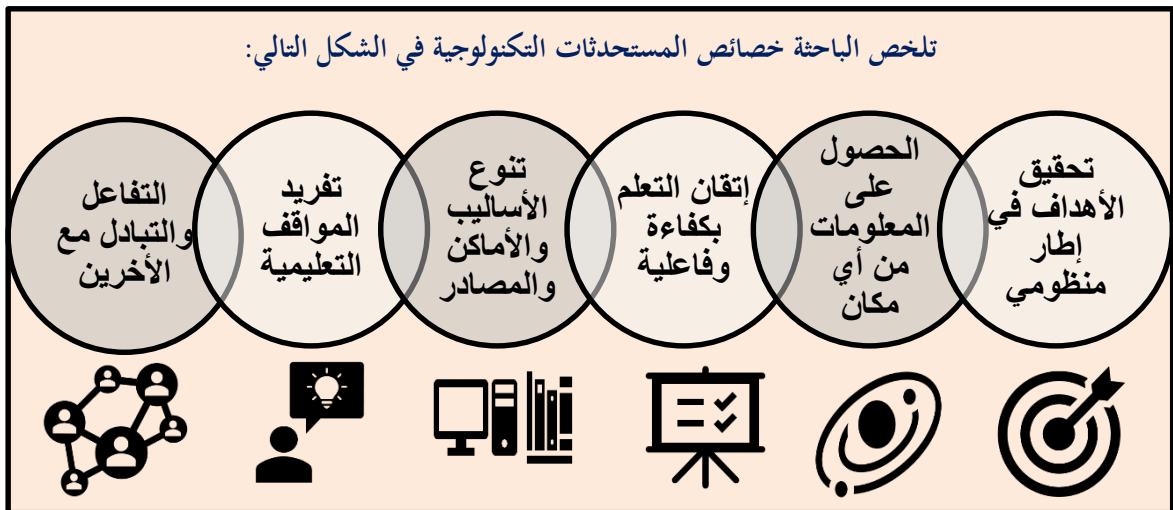 تلخص الباحثة خصائص المستحدثات التكنولوجية في الشكل التالي:
تحقيق
الأهداف في
إطار
منظومي
الحصول
على
المعلومات
من أي
مكان
إتقان التعلم
بكفاءة
وفاعلية
تنوع
الأساليب
والأماكن
والمصادر
تفريد
المواقف
التعليمية
التفاعل
والتبادل مع
الأخرين